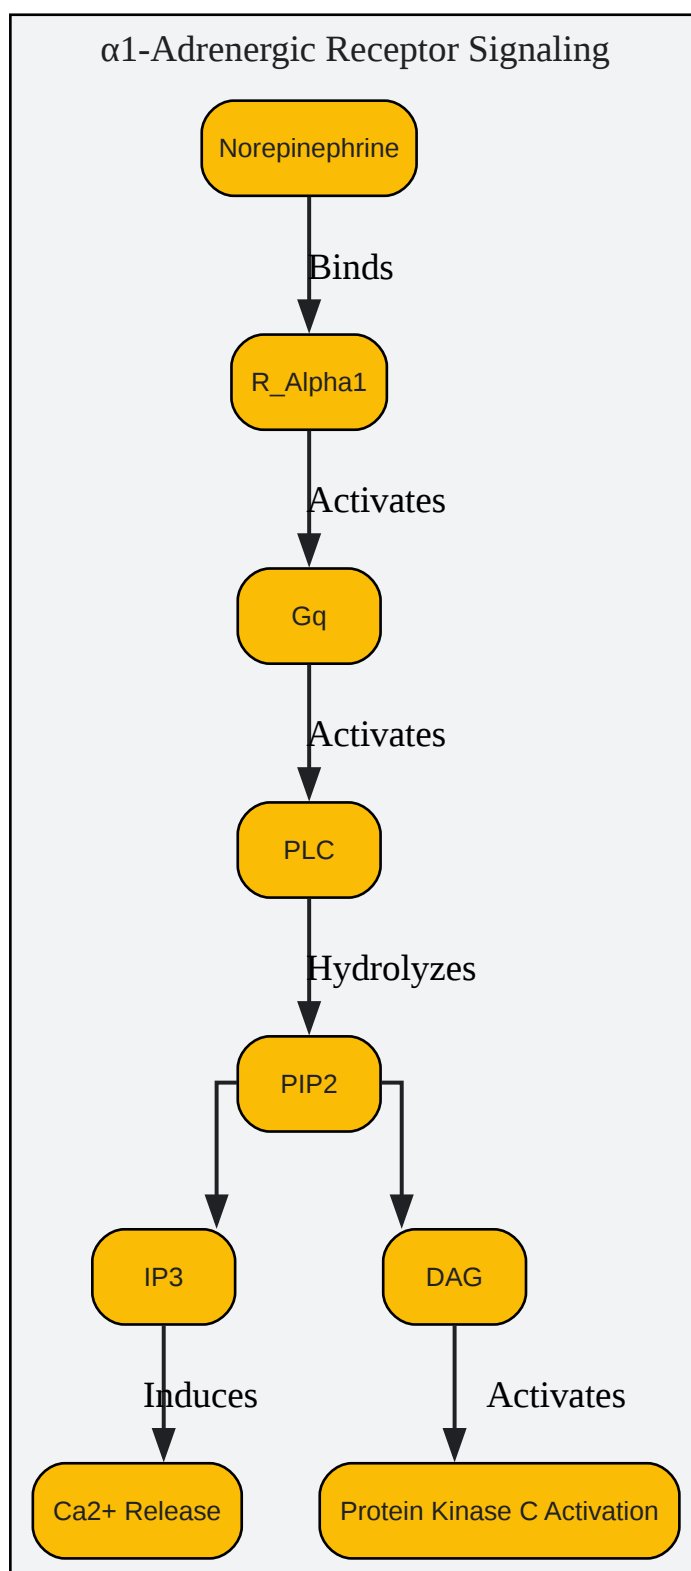 α1-Adrenergic Receptor Signaling
Norepinephrine
Binds
R_Alpha1
Activates
Gq
Activates
PLC
Hydrolyzes
PIP2
IP3
DAG
Induces
Activates
Ca2+ Release
Protein Kinase C Activation